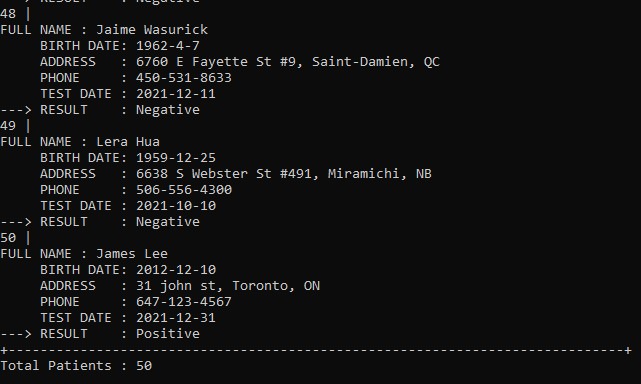 ---> RESULT    : Negative
48 |
FULL NAME : Jaime Wasurick
     BIRTH DATE: 1962-4-7
     ADDRESS   : 6760 E Fayette St #9, Saint-Damien, QC
     PHONE     : 450-531-8633
     TEST DATE : 2021-12-11
---> RESULT    : Negative
49 |
FULL NAME : Lera Hua
     BIRTH DATE: 1959-12-25
     ADDRESS   : 6638 S Webster St #491, Miramichi, NB
     PHONE     : 506-556-4300
     TEST DATE : 2021-10-10
---> RESULT    : Negative
50 |
FULL NAME : James Lee
     BIRTH DATE: 2012-12-10
     ADDRESS   : 31 john st, Toronto, ON
     PHONE     : 647-123-4567
     TEST DATE : 2021-12-31
---> RESULT    : Positive
+-----------------------------------------------------------------------------+
Total Patients : 50